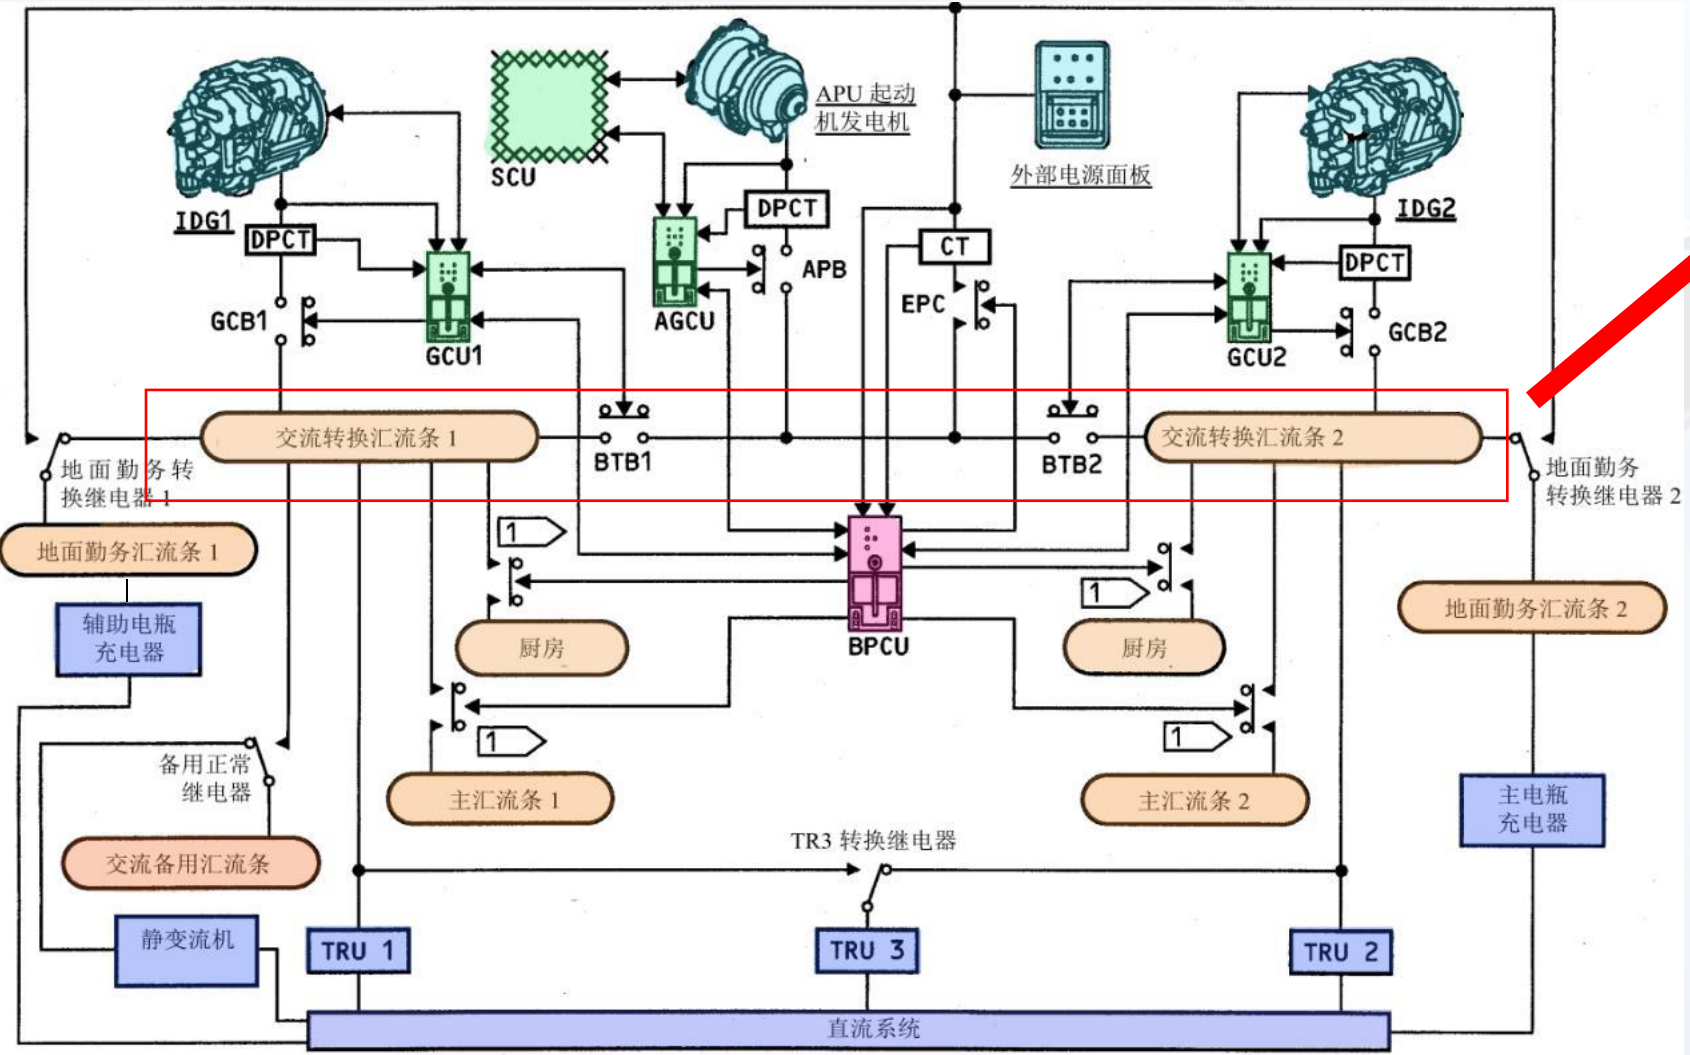 APU 起动
机发电机
外部电源面板
SCU
IDG1
IDG2
DPCT
DPCT
CT
DPCT
APB
EPC
GCB1
GCU1
AGCU
GCU2
GCB2
交流转换汇流条 1
BTB1
BTB2
交流转换汇流条 2
地面勤务转
换继电器 1
地面勤务
转换继电器 2
地面勤务汇流条 1
1
1
地面勤务汇流条 2
辅助电瓶
充电器
厨房
BPCU
厨房
1
1
备用正常
继电器
主汇流条 1
主汇流条 2
主电瓶
充电器
TR3 转换继电器
交流备用汇流条
静变流机
TRU 1
TRU 3
TRU 2
直流系统